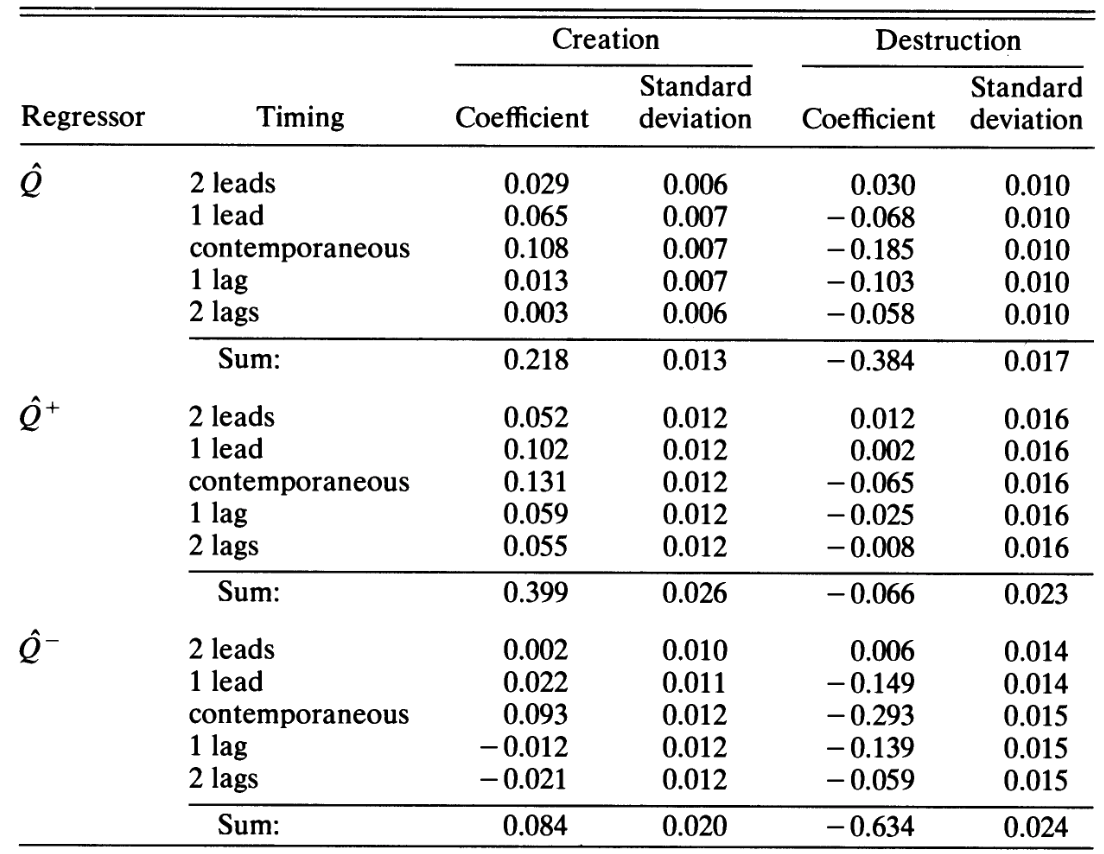 Creation Destruction
Standard Standard
Regressor Timing Coefficient deviation Coefficient deviation
Q̂ 2 leads 0.029 0.006 0.030 0.010
1 lead 0.065 0.007 −0.068 0.010
contemporaneous 0.108 0.007 −0.185 0.010
1 lag 0.013 0.007 −0.103 0.010
2 lags 0.003 0.006 −0.058 0.010
Sum: 0.218 0.013 −0.384 0.017
Q̂⁺ 2 leads 0.052 0.012 0.012 0.016
1 lead 0.102 0.012 0.002 0.016
contemporaneous 0.131 0.012 −0.065 0.016
1 lag 0.059 0.012 −0.025 0.016
2 lags 0.055 0.012 −0.008 0.016
Sum: 0.399 0.026 −0.066 0.023
Q̂⁻ 2 leads 0.002 0.010 0.006 0.014
1 lead 0.022 0.011 −0.149 0.014
contemporaneous 0.093 0.012 −0.293 0.015
1 lag −0.012 0.012 −0.139 0.015
2 lags −0.021 0.012 −0.059 0.015
Sum: 0.084 0.020 −0.634 0.024